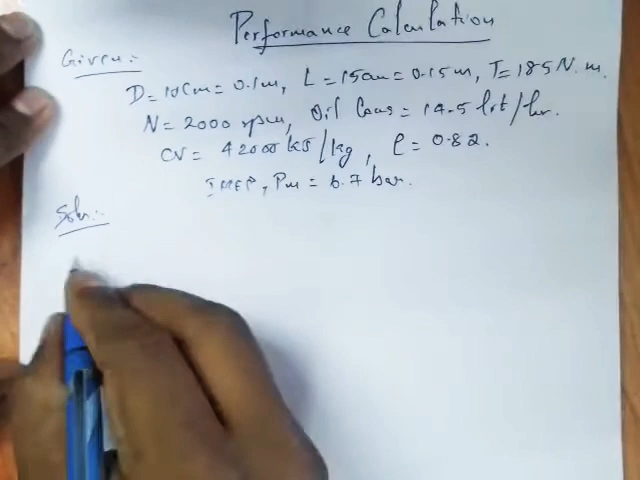 Performance Calculation
Given:-
D = 10cm = 0.1m, L = 15cm = 0.15m, T = 185 N.m.
N = 2000 rpm, Oil Cons = 14.5 lit/hr.
CV = 42000 kJ/kg, ρ = 0.82.
IMEP, Pm = 6.7 bar.
Soln:-